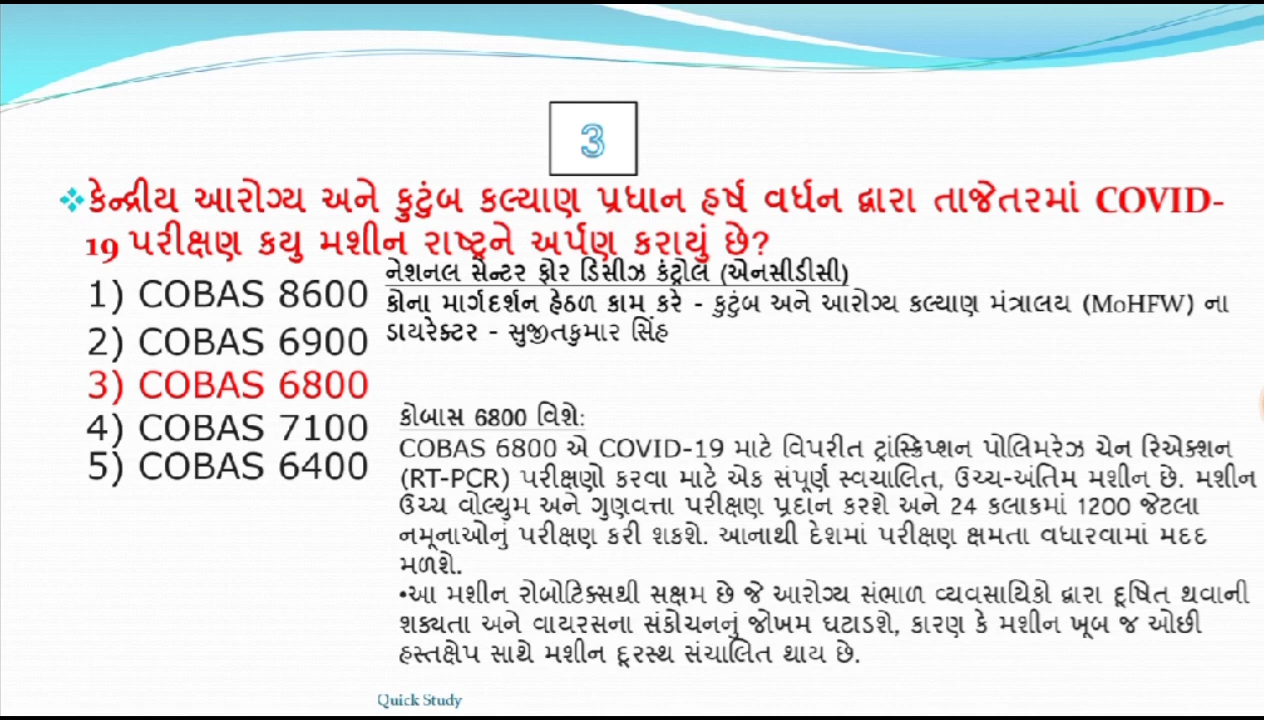 3
❖કેન્દ્રીય આરોગ્ય અને કુટુંબ કલ્યાણ પ્રધાન હર્ષ વર્ધન દ્વારા તાજેતરમાં COVID-
19 પરીક્ષણ કયુ મશીન રાષ્ટ્રને અર્પણ કરાયું છે?
1) COBAS 8600
2) COBAS 6900
3) COBAS 6800
4) COBAS 7100
5) COBAS 6400
નેશનલ સેન્ટર ફોર ડિસીઝ કંટ્રોલ (એનસીડીસી)
કોના માર્ગદર્શન હેઠળ કામ કરે - કુટુંબ અને આરોગ્ય કલ્યાણ મંત્રાલય (MoHFW) ના
ડાયરેક્ટર - સુજીતકુમાર સિંહ
કોબાસ 6800 વિશે:
COBAS 6800 એ COVID-19 માટે વિપરીત ટ્રાંસ્ક્રિપ્શન પોલિમરેઝ ચેન રિએક્શન
(RT-PCR) પરીક્ષણો કરવા માટે એક સંપૂર્ણ સ્વચાલિત, ઉચ્ચ-અંતિમ મશીન છે. મશીન
ઉચ્ચ વોલ્યુમ અને ગુણવત્તા પરીક્ષણ પ્રદાન કરશે અને 24 કલાકમાં 1200 જેટલા
નમૂનાઓનું પરીક્ષણ કરી શકશે. આનાથી દેશમાં પરીક્ષણ ક્ષમતા વધારવામાં મદદ
મળશે.
•આ મશીન રોબોટિક્સથી સક્ષમ છે જે આરોગ્ય સંભાળ વ્યવસાયિકો દ્વારા દૂષિત થવાની
શક્યતા અને વાયરસના સંકોચનનું જોખમ ઘટાડશે, કારણ કે મશીન ખૂબ જ ઓછી
હસ્તક્ષેપ સાથે મશીન દૂરસ્થ સંચાલિત થાય છે.
Quick Study